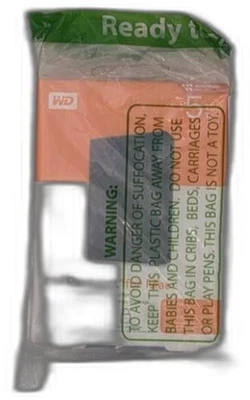 Ready t
WD
WARNING:
TO AVOID DANGER OF SUFFOCATION,
KEEP THIS PLASTIC BAG AWAY FROM
BABIES AND CHILDREN. DO NOT USE
THIS BAG IN CRIBS, BEDS, CARRIAGES
OR PLAY PENS. THIS BAG IS NOT A TOY.